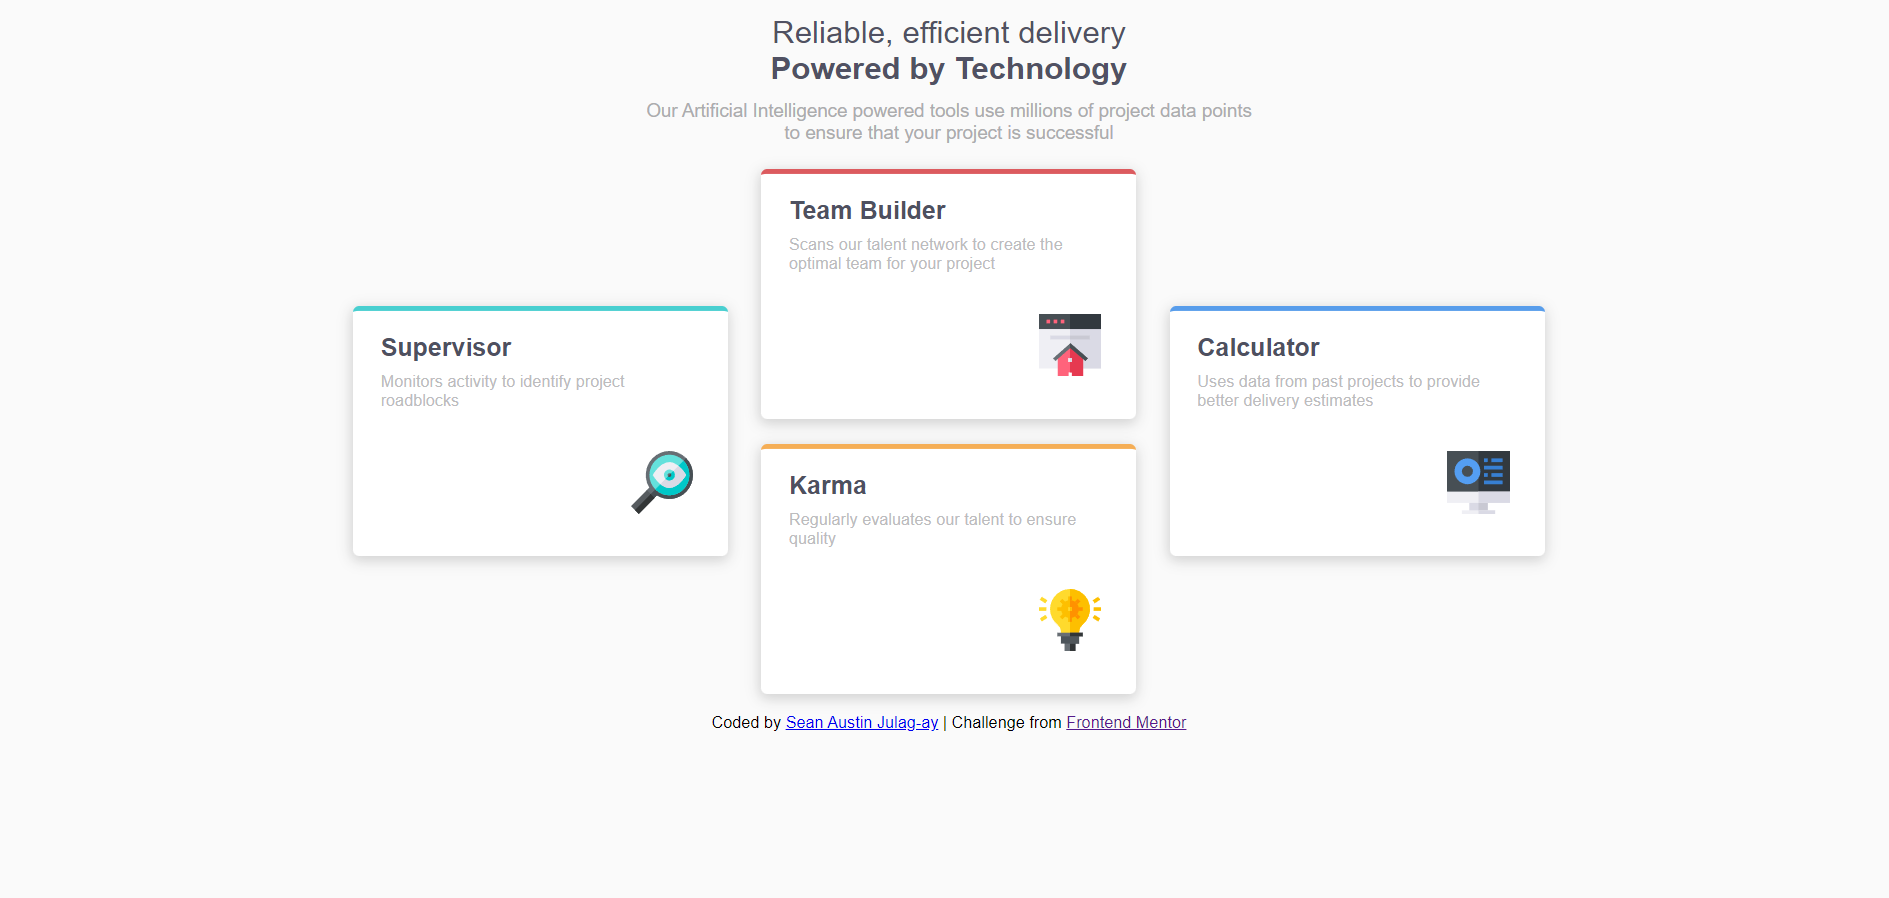 Reliable, efficient delivery
Powered by Technology
Our Artificial Intelligence powered tools use millions of project data points
to ensure that your project is successful
Supervisor
Monitors activity to identify project
roadblocks
Team Builder
Scans our talent network to create the
optimal team for your project
Karma
Regularly evaluates our talent to ensure
quality
Calculator
Uses data from past projects to provide
better delivery estimates
Coded by Sean Austin Julag-ay | Challenge from Frontend Mentor